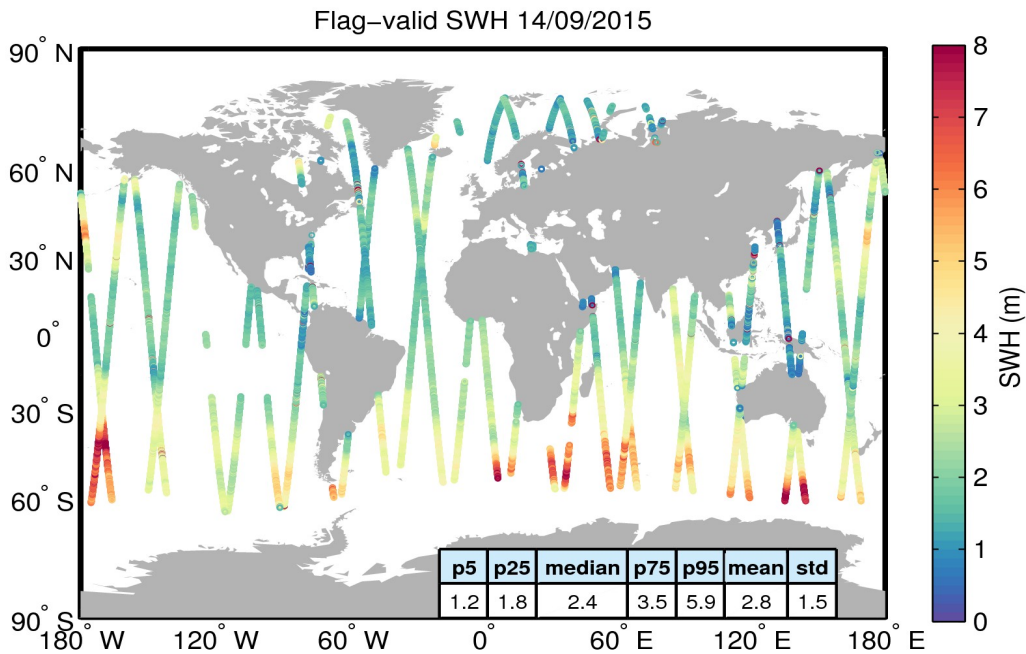 Flag−valid SWH 14/09/2015
90° N
60° N
30° N
0°
30° S
60° S
90° S
180° W
120° W
60° W
0°
60° E
120° E
180° E
p5 p25 median p75 p95 mean std
1.2 1.8 2.4 3.5 5.9 2.8 1.5
8
7
6
5
4
3
2
1
0
SWH (m)